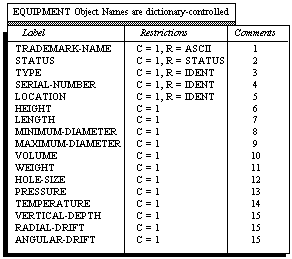 EQUIPMENT Object Names are dictionary-controlled
Label Restrictions Comments
TRADEMARK-NAME C = 1, R = ASCII 1
STATUS C = 1, R = STATUS 2
TYPE C = 1, R = IDENT 3
SERIAL-NUMBER C = 1, R = IDENT 4
LOCATION C = 1, R = IDENT 5
HEIGHT C = 1 6
LENGTH C = 1 7
MINIMUM-DIAMETER C = 1 8
MAXIMUM-DIAMETER C = 1 9
VOLUME C = 1 10
WEIGHT C = 1 11
HOLE-SIZE C = 1 12
PRESSURE C = 1 13
TEMPERATURE C = 1 14
VERTICAL-DEPTH C = 1 15
RADIAL-DRIFT C = 1 15
ANGULAR-DRIFT C = 1 15